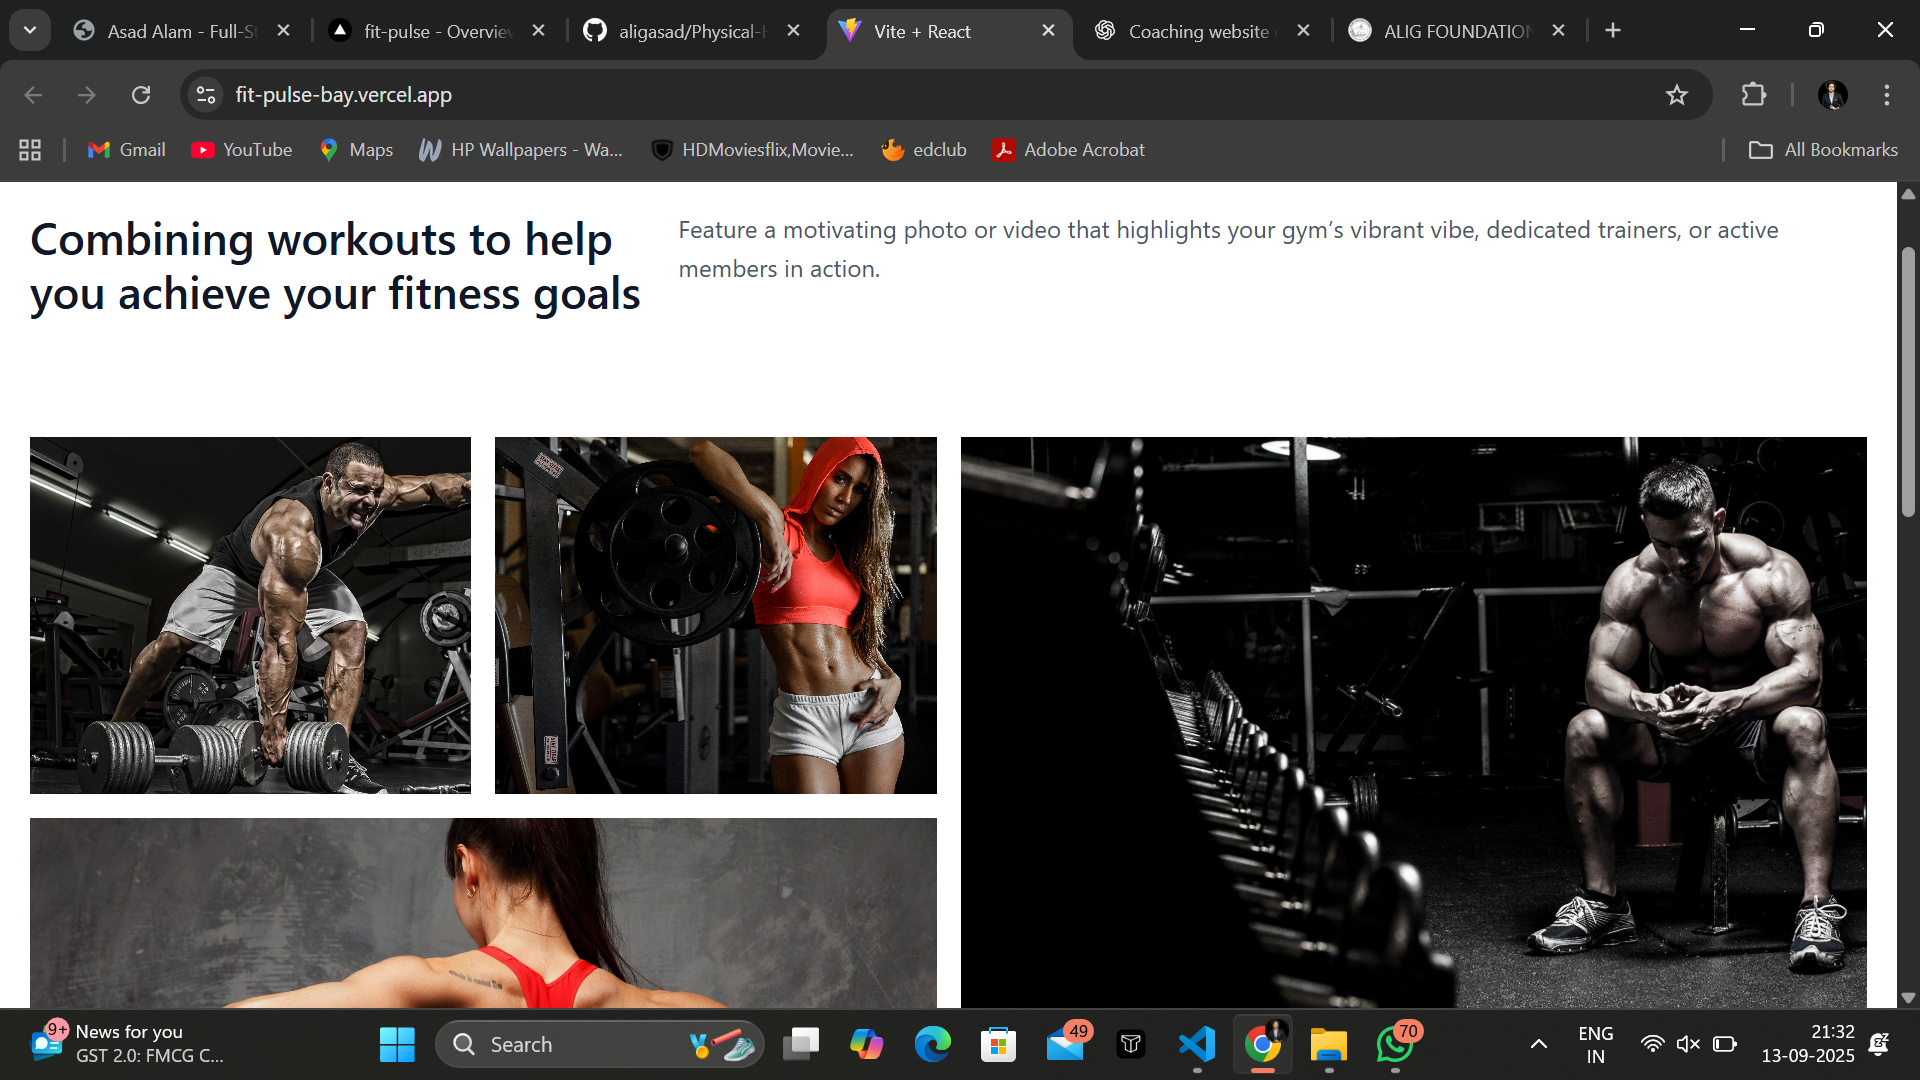 Asad Alam - Full-St
fit-pulse - Overview
aligasad/Physical-H
Vite + React
Coaching website
ALIG FOUNDATION
fit-pulse-bay.vercel.app
Gmail
YouTube
Maps
HP Wallpapers - Wa...
HDMoviesflix,Movie...
edclub
Adobe Acrobat
All Bookmarks
Combining workouts to help
you achieve your fitness goals
Feature a motivating photo or video that highlights your gym’s vibrant vibe, dedicated trainers, or active
members in action.
9+
News for you
GST 2.0: FMCG C...
Search
49
70
ENG
IN
21:32
13-09-2025